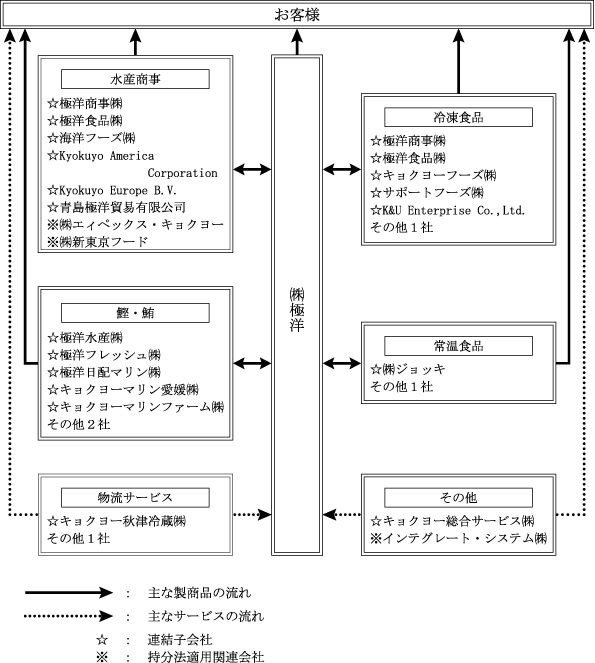 お客様
水産商事
☆極洋商事㈱
☆極洋食品㈱
☆海洋フーズ㈱
☆Kyokuyo America
Corporation
☆Kyokuyo Europe B.V.
☆青島極洋貿易有限公司
※㈱エィペックス・キョクヨー
※㈱新東京フード
鰹・鮪
☆極洋水産㈱
☆極洋フレッシュ㈱
☆極洋日配マリン㈱
☆キョクヨーマリン愛媛㈱
☆キョクヨーマリンファーム㈱
その他２社
物流サービス
☆キョクヨー秋津冷蔵㈱
その他１社
㈱極洋
冷凍食品
☆極洋商事㈱
☆極洋食品㈱
☆キョクヨーフーズ㈱
☆サポートフーズ㈱
☆K&U Enterprise Co.,Ltd.
その他１社
常温食品
☆㈱ジョッキ
その他１社
その他
☆キョクヨー総合サービス㈱
※インテグレート・システム㈱
： 主な製商品の流れ
： 主なサービスの流れ
☆ ： 連結子会社
※ ： 持分法適用関連会社